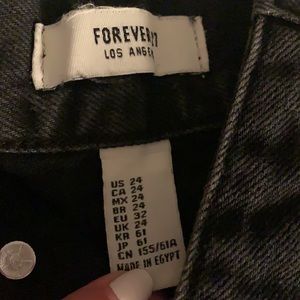 FOREVER 21
LOS ANGELES
US 24
CA 24
MX 24
BR 24
EU 32
UK 24
KR 61
JP 61
CN 155/61A
MADE IN EGYPT